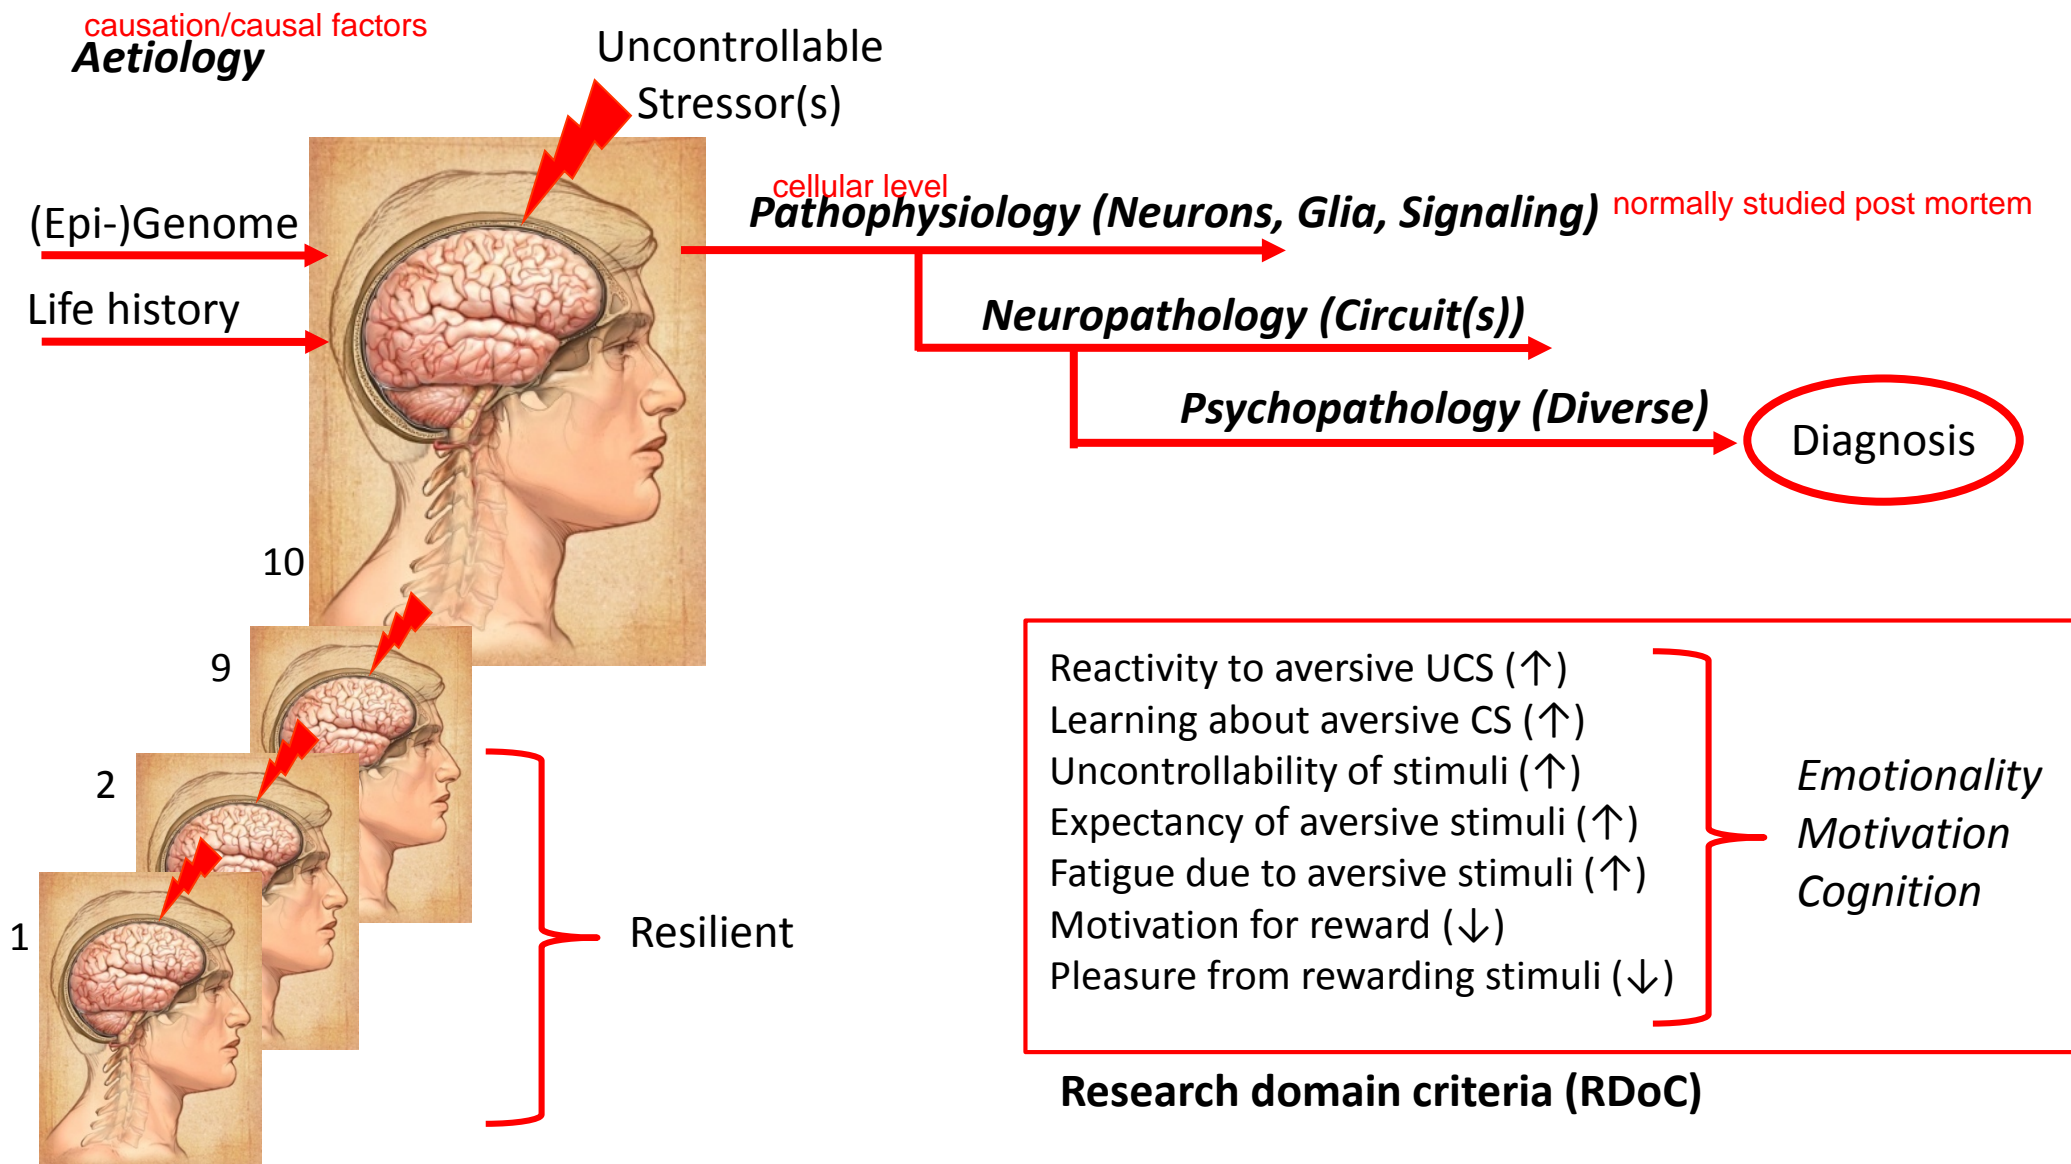 causation/causal factors
Aetiology
Uncontrollable
Stressor(s)
(Epi-)Genome
Life history
cellular level
Pathophysiology (Neurons, Glia, Signaling)
normally studied post mortem
Neuropathology (Circuit(s))
Psychopathology (Diverse)
Diagnosis
10
9
2
1
Resilient
Reactivity to aversive UCS (↑)
Learning about aversive CS (↑)
Uncontrollability of stimuli (↑)
Expectancy of aversive stimuli (↑)
Fatigue due to aversive stimuli (↑)
Motivation for reward (↓)
Pleasure from rewarding stimuli (↓)
Emotionality
Motivation
Cognition
Research domain criteria (RDoC)